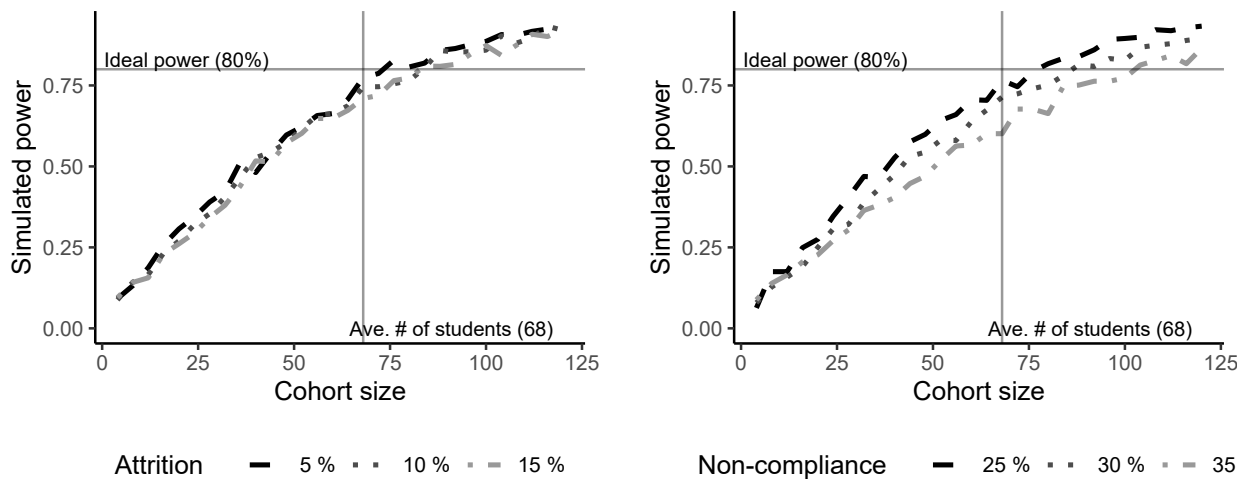 Ideal power (80%)
0.75
0.50
0.25
0.00
Simulated power
Ave. # of students (68)
0 25 50 75 100 125
Cohort size
Attrition 5 % 10 % 15 %
Ideal power (80%)
0.75
0.50
0.25
0.00
Simulated power
Ave. # of students (68)
0 25 50 75 100 125
Cohort size
Non-compliance 25 % 30 % 35